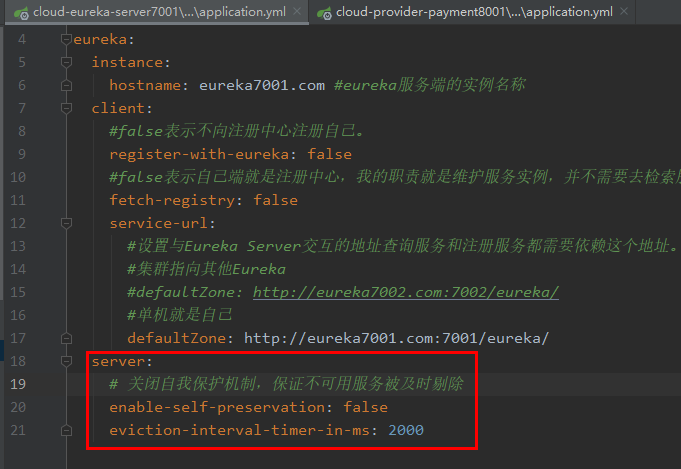 cloud-eureka-server7001\...\application.yml × cloud-provider-payment8001\...\application.yml ×
4 eureka:
5 instance:
6 hostname: eureka7001.com #eureka服务端的实例名称
7 client:
8 #false表示不向注册中心注册自己。
9 register-with-eureka: false
10 #false表示自己端就是注册中心，我的职责就是维护服务实例，并不需要去检索
11 fetch-registry: false
12 service-url:
13 #设置与Eureka Server交互的地址查询服务和注册服务都需要依赖这个地址。
14 #集群指向其他Eureka
15 #defaultZone: http://eureka7002.com:7002/eureka/
16 #单机就是自己
17 defaultZone: http://eureka7001.com:7001/eureka/
18 server:
19 # 关闭自我保护机制，保证不可用服务被及时剔除
20 enable-self-preservation: false
21 eviction-interval-timer-in-ms: 2000